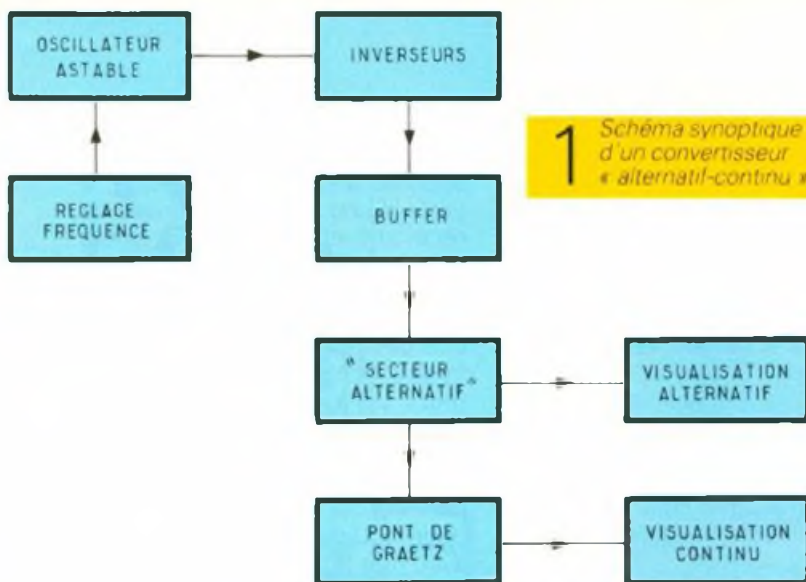 OSCILLATEUR
ASTABLE
INVERSEURS
1
Schéma synoptique
d'un convertisseur
« alternatif-continu »
REGLAGE
FREQUENCE
BUFFER
" SECTEUR
ALTERNATIF "
VISUALISATION
ALTERNATIF
PONT DE
GRAETZ
VISUALISATION
CONTINU